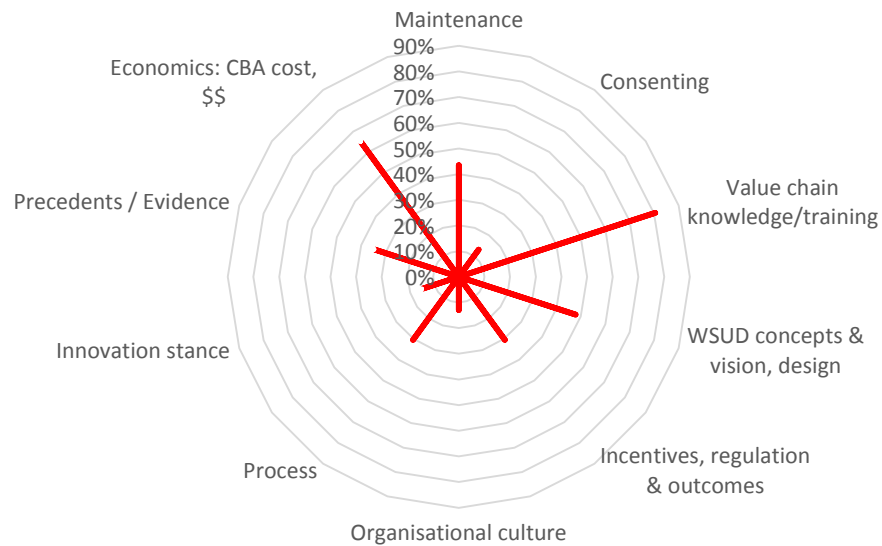 Maintenance
90%
80%
70%
60%
50%
40%
30%
20%
10%
0%
Consenting
Value chain
knowledge/training
WSUD concepts &
vision, design
Incentives, regulation
& outcomes
Organisational culture
Process
Innovation stance
Precedents / Evidence
Economics: CBA cost,
$$